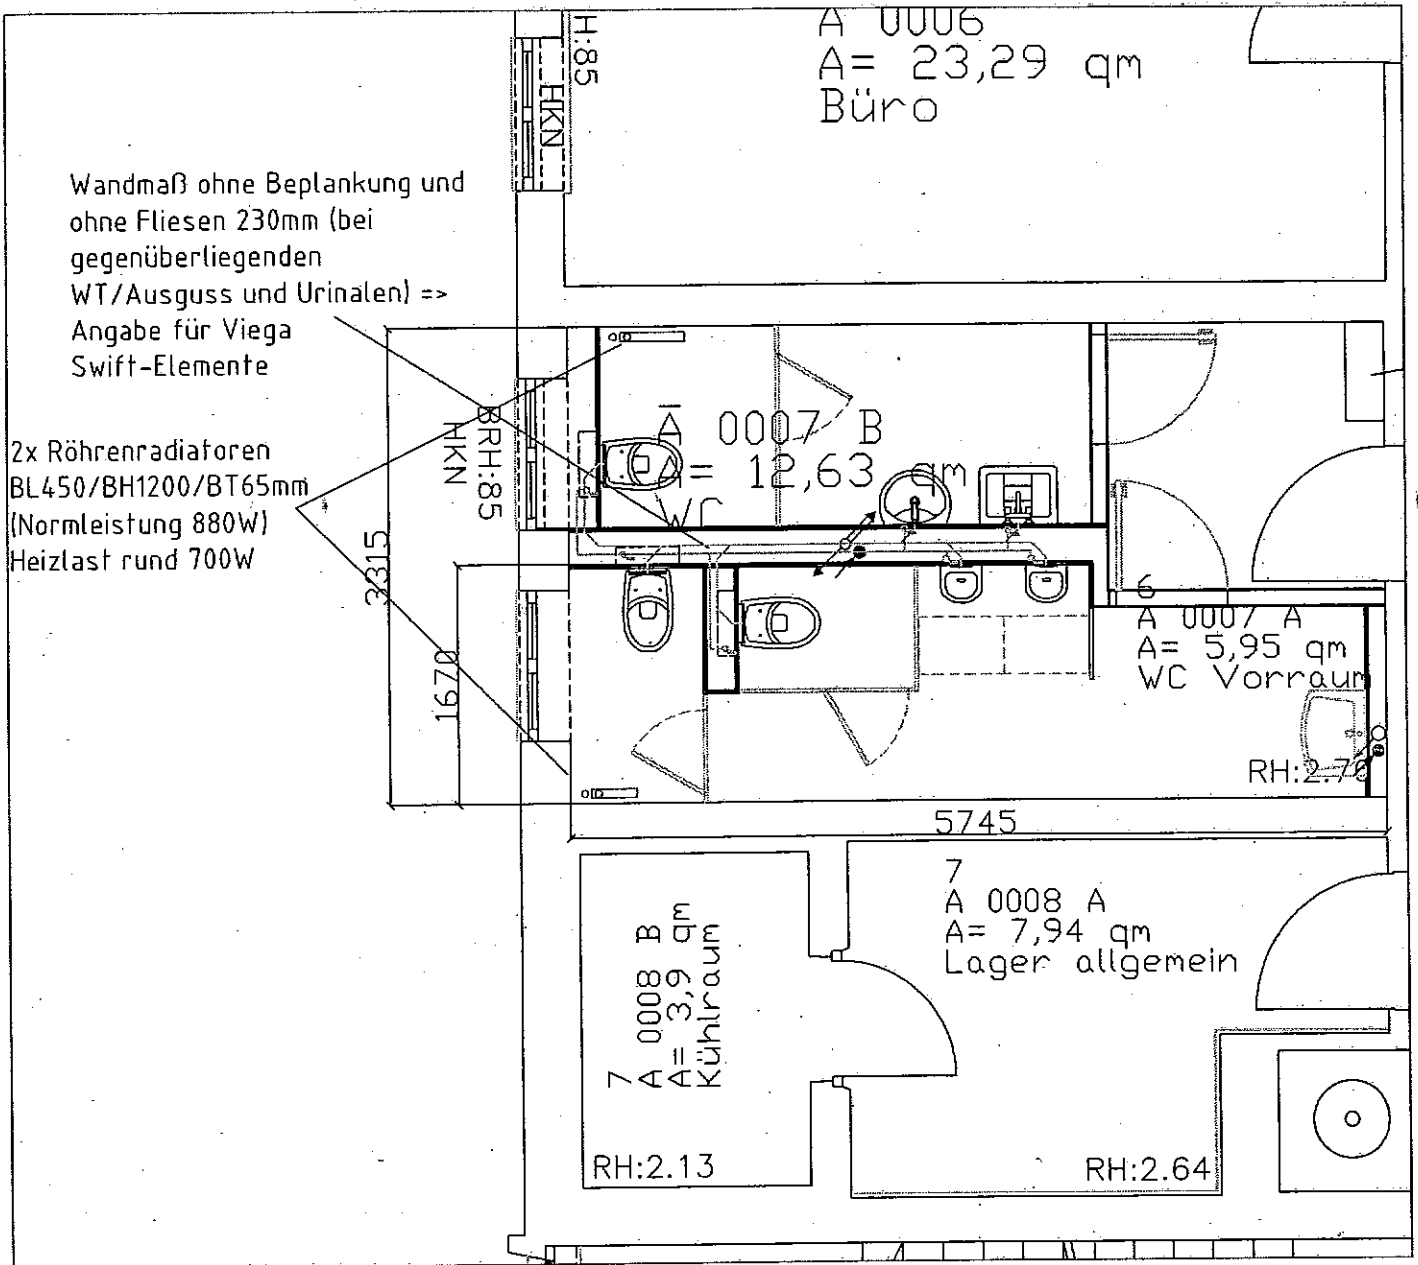 A 0006
A= 23,29 qm
Büro
H:85
HKN
Wandmaß ohne Beplankung und
ohne Fliesen 230mm (bei
gegenüberliegenden
WT/Ausguss und Urinalen) =>
Angabe für Viega
Swift-Elemente
2x Röhrenradiatoren
BL450/BH1200/BT65mm
(Normleistung 880W)
Heizlast rund 700W
BRH:85
HKN
3315
1670
A 0007 B
A= 12,63 qm
6
A 0007 A
A= 5,95 qm
WC Vorraum
RH:2.76
5745
7
A 0008 A
A= 7,94 qm
Lager allgemein
7
A 0008 B
A= 3,9 qm
Kühlraum
RH:2.13
RH:2.64